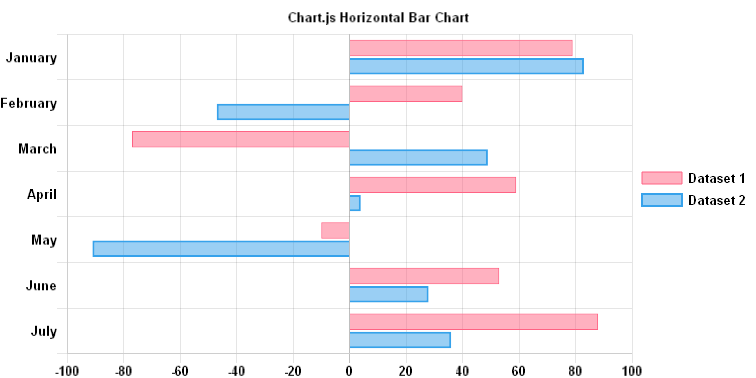 Chart.js Horizontal Bar Chart
January
February
March
April
May
June
July
Dataset 1
Dataset 2
-100 -80 -60 -40 -20 0 20 40 60 80 100